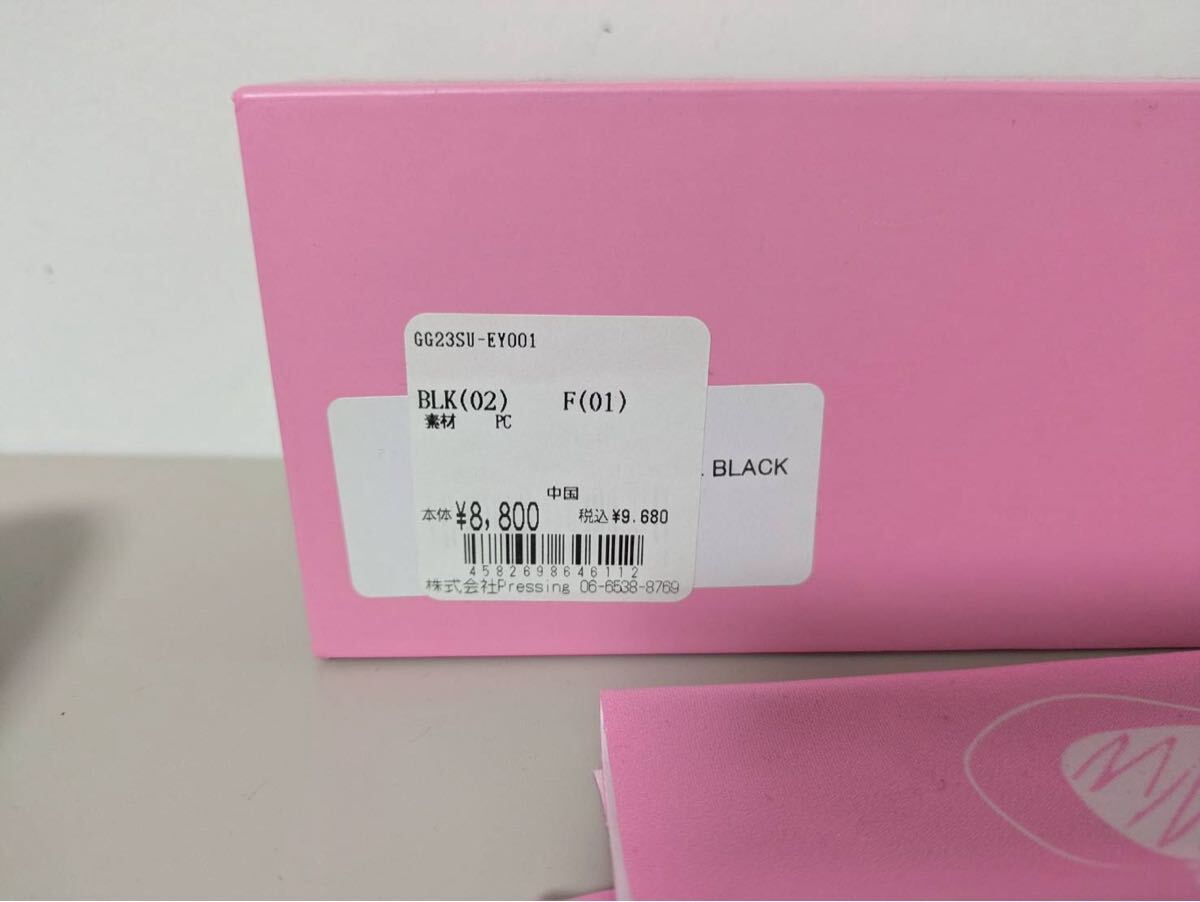 GG23SU-EY001
BLK(02) F(01)
素材 PC
BLACK
中国
本体 ¥8,800 税込 ¥9.680
4582698646112
株式会社Pressing 06-6538-8769